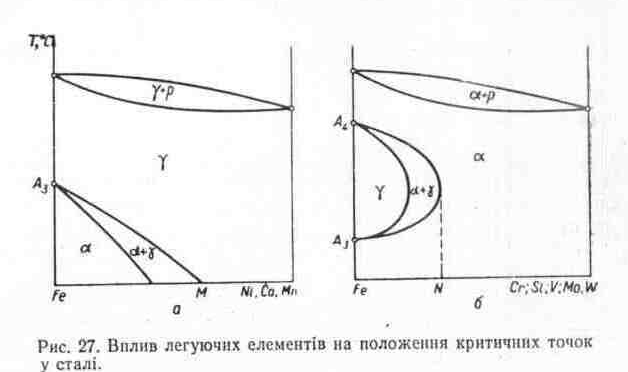 T,°C
γ+p
γ
A₃
α
α+γ
Fe
M
Ni, Co, Mn
а
α+p
A₄
α
γ
α+γ
A₃
Fe
N
Cr; Si, V; Mo, W
б
Рис. 27. Вплив легуючих елементів на положення критичних точок
у сталі.